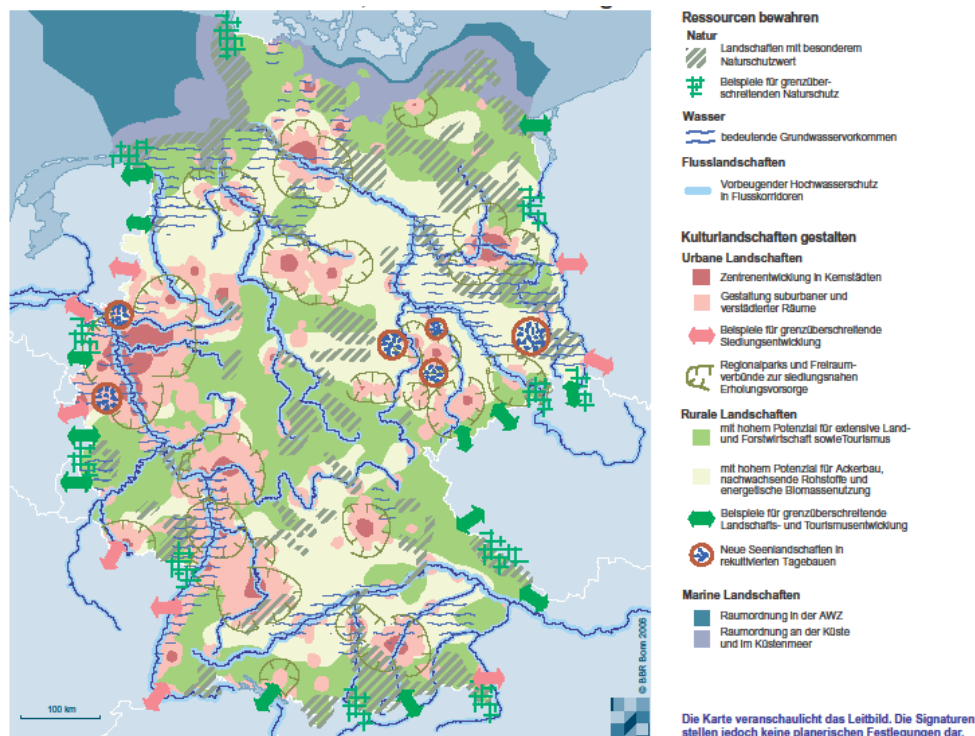 Ressourcen bewahren
Natur
Landschaften mit besonderem
Naturschutzwert
Beispiele für grenzüber-
schreitenden Naturschutz
Wasser
bedeutende Grundwasservorkommen
Flusslandschaften
Vorbeugender Hochwasserschutz
in Flusskorridoren
Kulturlandschaften gestalten
Urbane Landschaften
Zentrenentwicklung in Kernstädten
Gestaltung suburbaner und
verstädterter Räume
Beispiele für grenzüberschreitende
Siedlungsentwicklung
Regionalparks und Freiraum-
verbünde zur siedlungsnahen
Erholungsvorsorge
Rurale Landschaften
mit hohem Potenzial für extensive Land-
und Forstwirtschaft sowie Tourismus
mit hohem Potenzial für Ackerbau,
nachwachsende Rohstoffe und
energetische Biomassenutzung
Beispiele für grenzüberschreitende
Landschafts- und Tourismusentwicklung
Neue Seenlandschaften in
rekultivierten Tagebauen
Marine Landschaften
Raumordnung in der AWZ
Raumordnung an der Küste
und im Küstenmeer
© BBR Bonn 2006
100 km
Die Karte veranschaulicht das Leitbild. Die Signaturen
stellen jedoch keine planerischen Festlegungen dar.